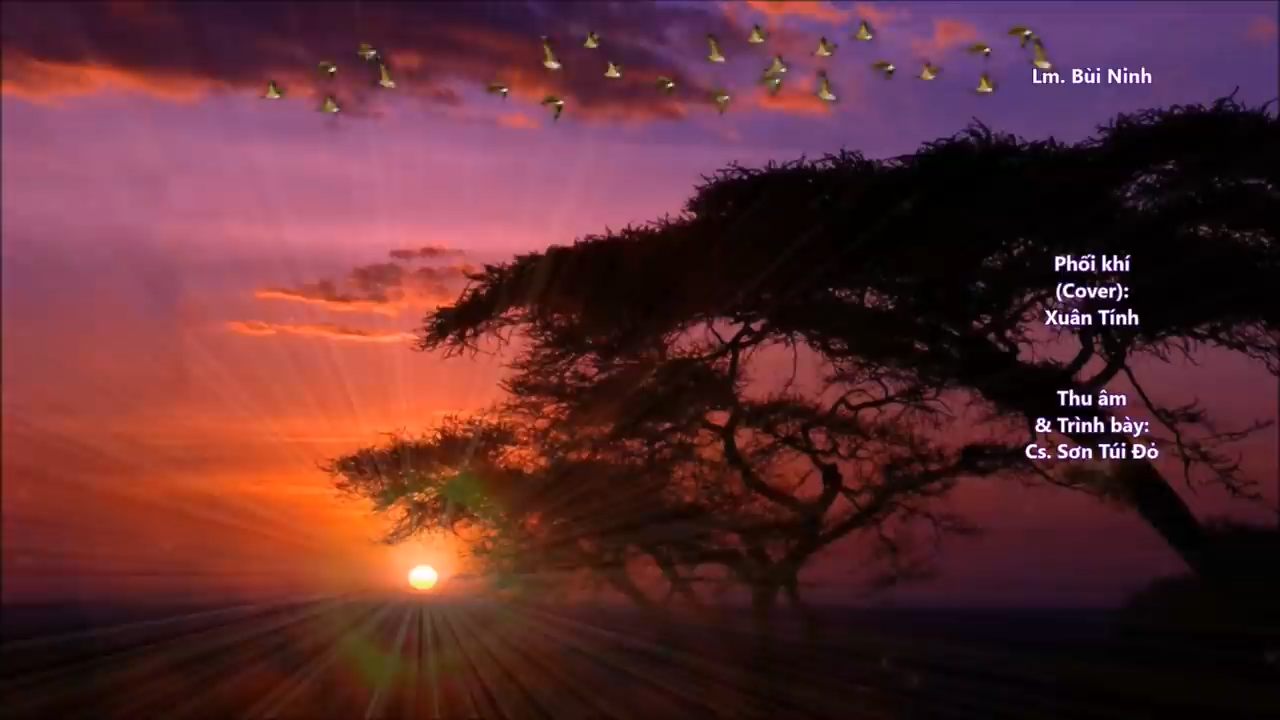 Lm. Bùi Ninh
Phối khí
(Cover):
Xuân Tính
Thu âm
& Trình bày:
Cs. Sơn Túi Đỏ